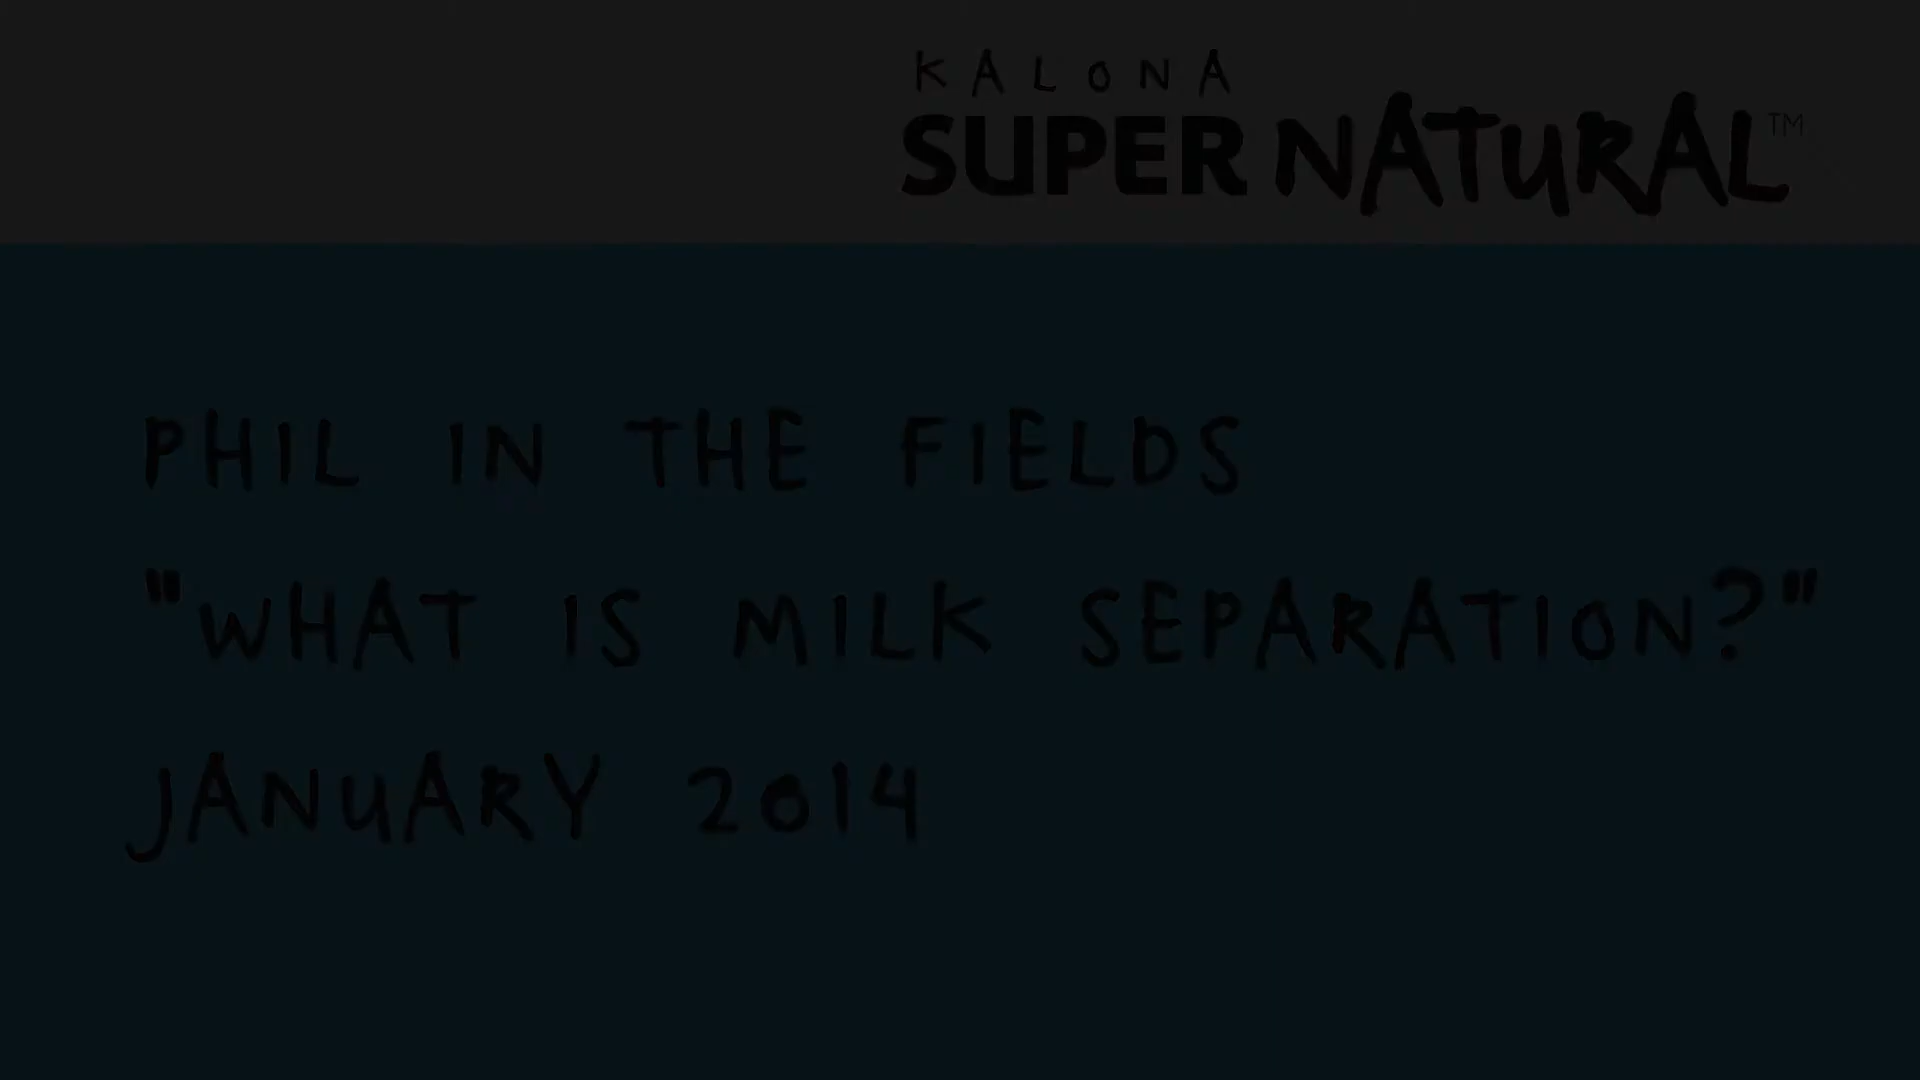 KALONA
SUPER NATURAL™
PHIL IN THE FIELDS
"WHAT IS MILK SEPARATION?"
JANUARY 2014